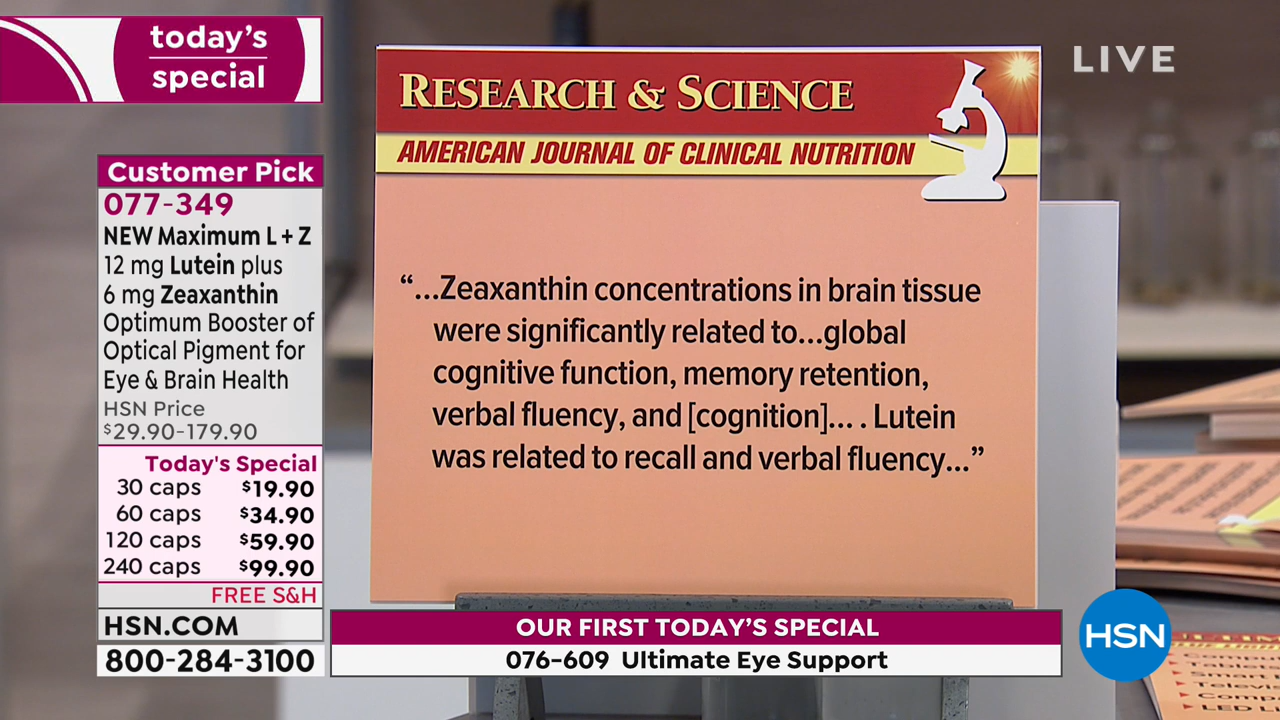 today's
special
Customer Pick
077-349
NEW Maximum L + Z
12 mg Lutein plus
6 mg Zeaxanthin
Optimum Booster of
Optical Pigment for
Eye & Brain Health
HSN Price
$29.90-179.90
Today's Special
30 caps $19.90
60 caps $34.90
120 caps $59.90
240 caps $99.90
FREE S&H
HSN.COM
800-284-3100
LIVE
RESEARCH & SCIENCE
AMERICAN JOURNAL OF CLINICAL NUTRITION
“...Zeaxanthin concentrations in brain tissue
were significantly related to...global
cognitive function, memory retention,
verbal fluency, and [cognition]... . Lutein
was related to recall and verbal fluency...”
OUR FIRST TODAY'S SPECIAL
076-609 Ultimate Eye Support
HSN